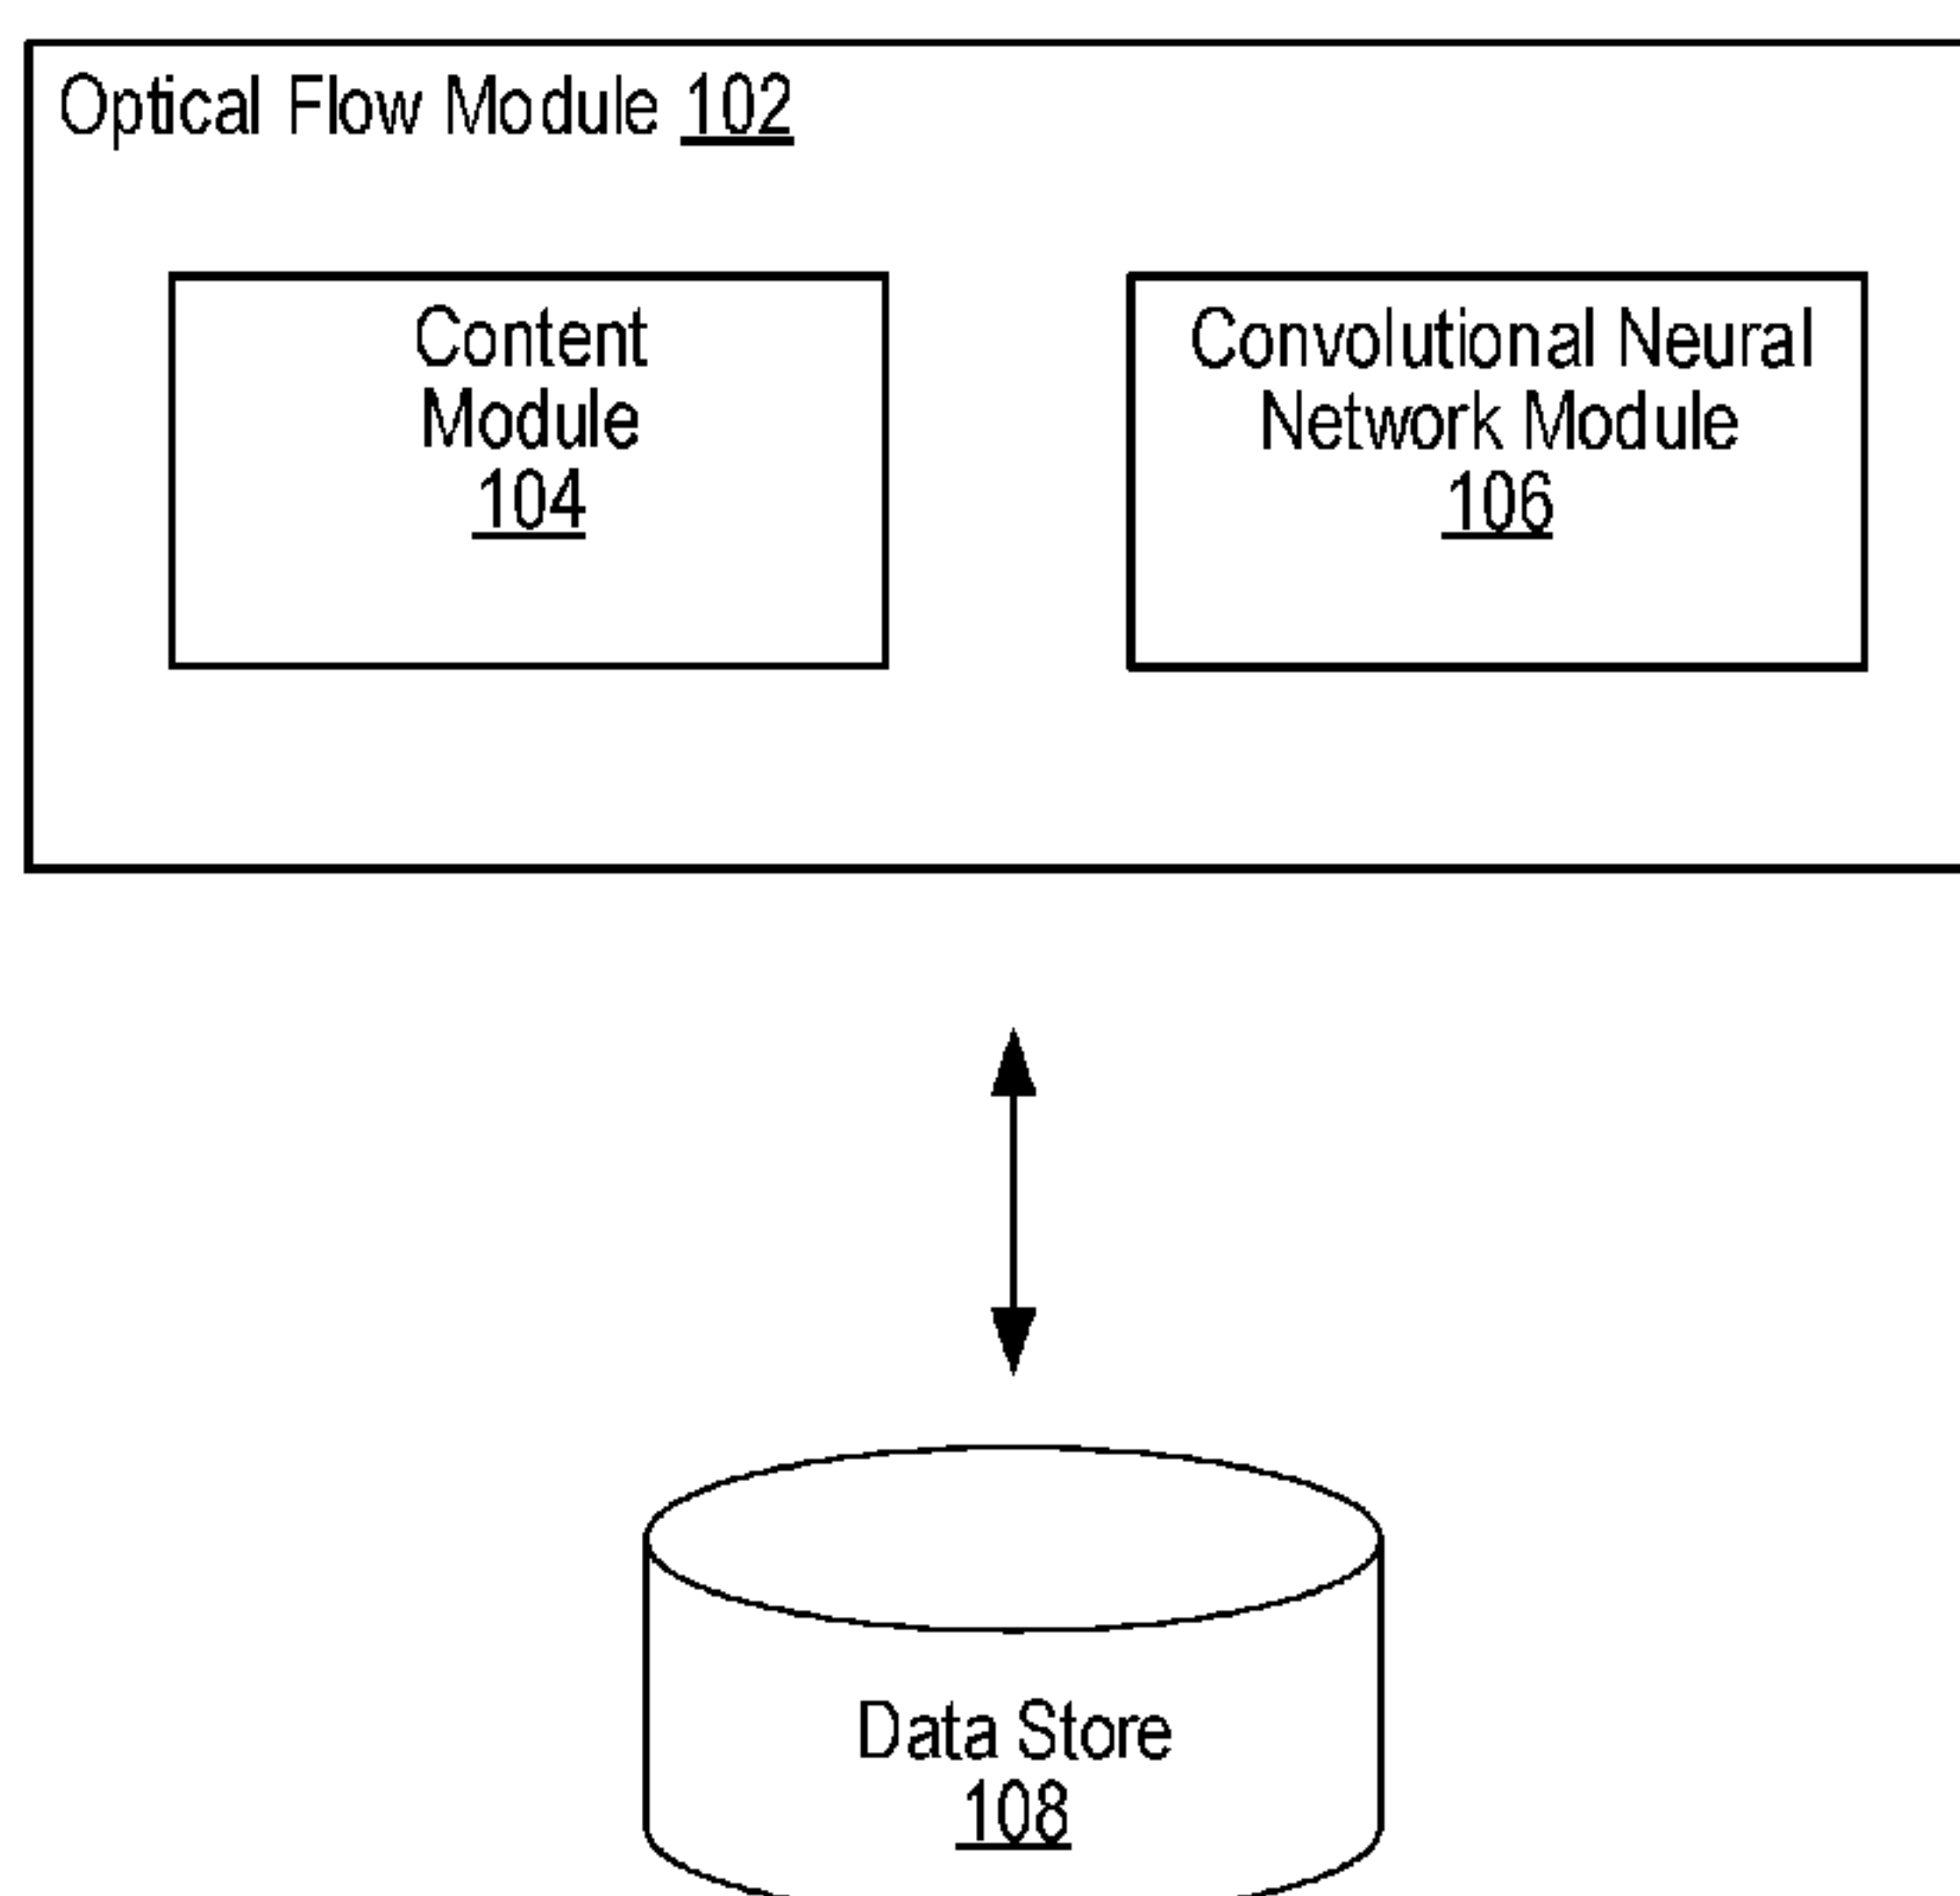 Optical Flow Module 102
Content
Module
104
Convolutional Neural
Network Module
106
Data Store
108